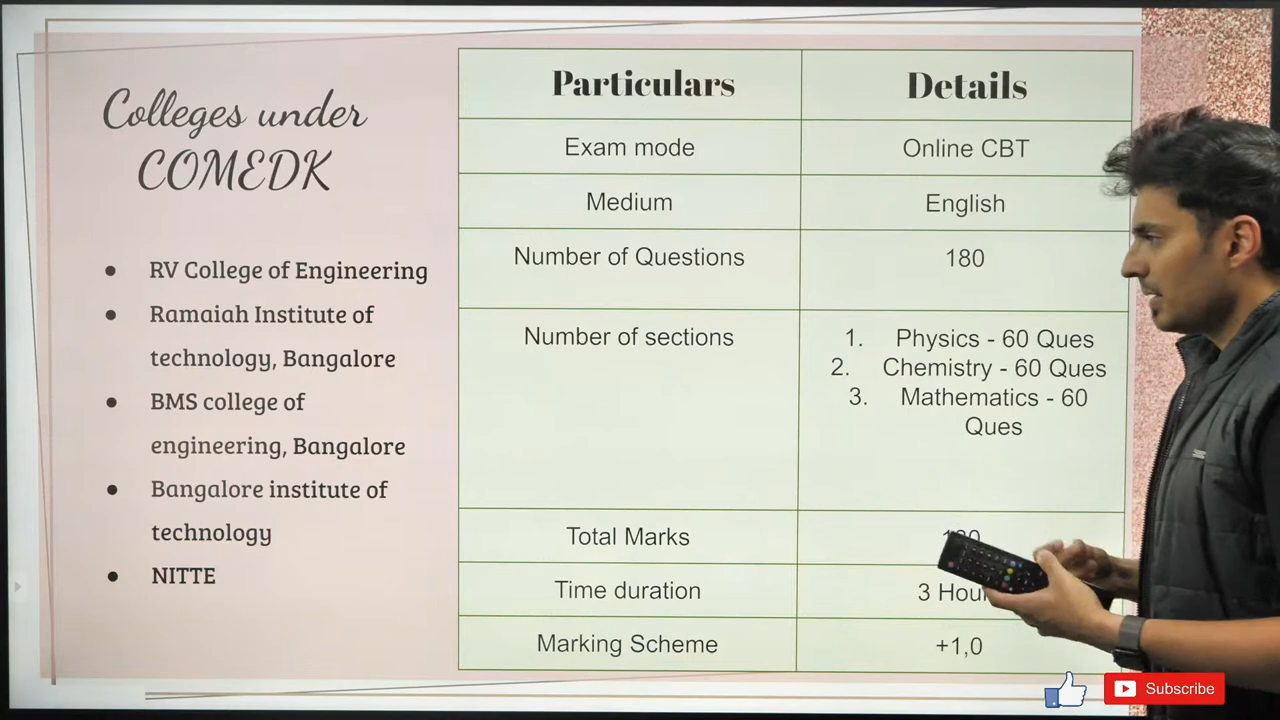 Colleges under
COMEDK
RV College of Engineering
Ramaiah Institute of
technology, Bangalore
BMS college of
engineering, Bangalore
Bangalore institute of
technology
NITTE
Particulars Details
Exam mode Online CBT
Medium English
Number of Questions 180
Number of sections
1. Physics - 60 Ques
2. Chemistry - 60 Ques
3. Mathematics - 60
Ques
Total Marks
Time duration 3
Marking Scheme +1,0
Subscribe